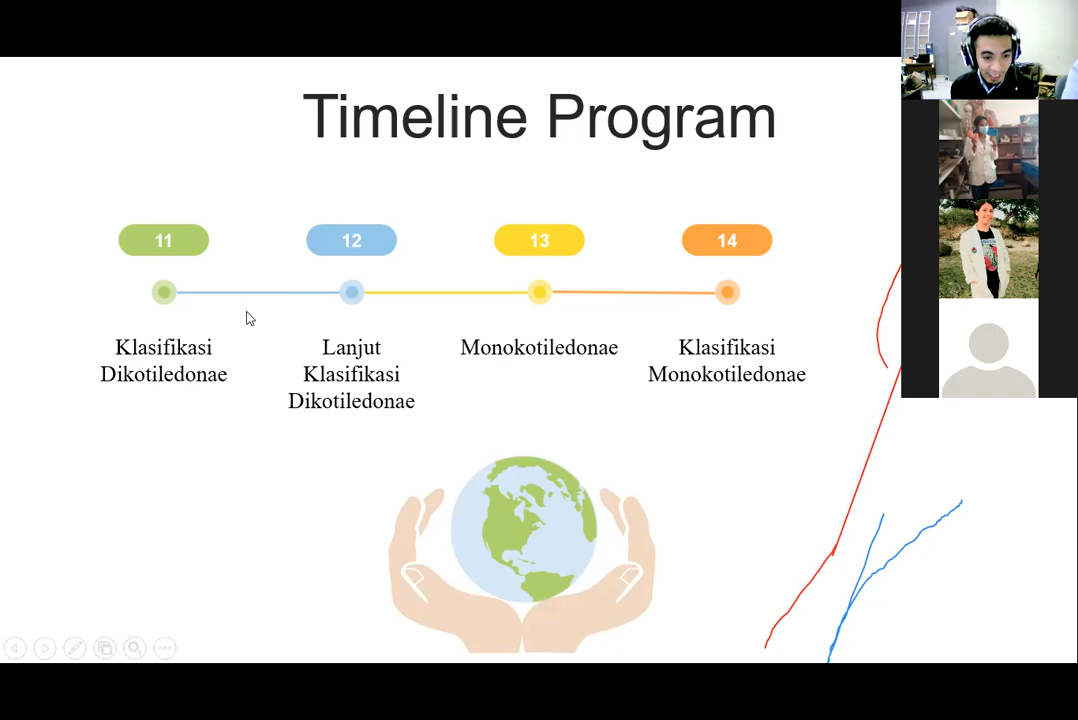 Timeline Program
11
12
13
14
Klasifikasi
Dikotiledonae
Lanjut
Klasifikasi
Dikotiledonae
Monokotiledonae
Klasifikasi
Monokotiledonae